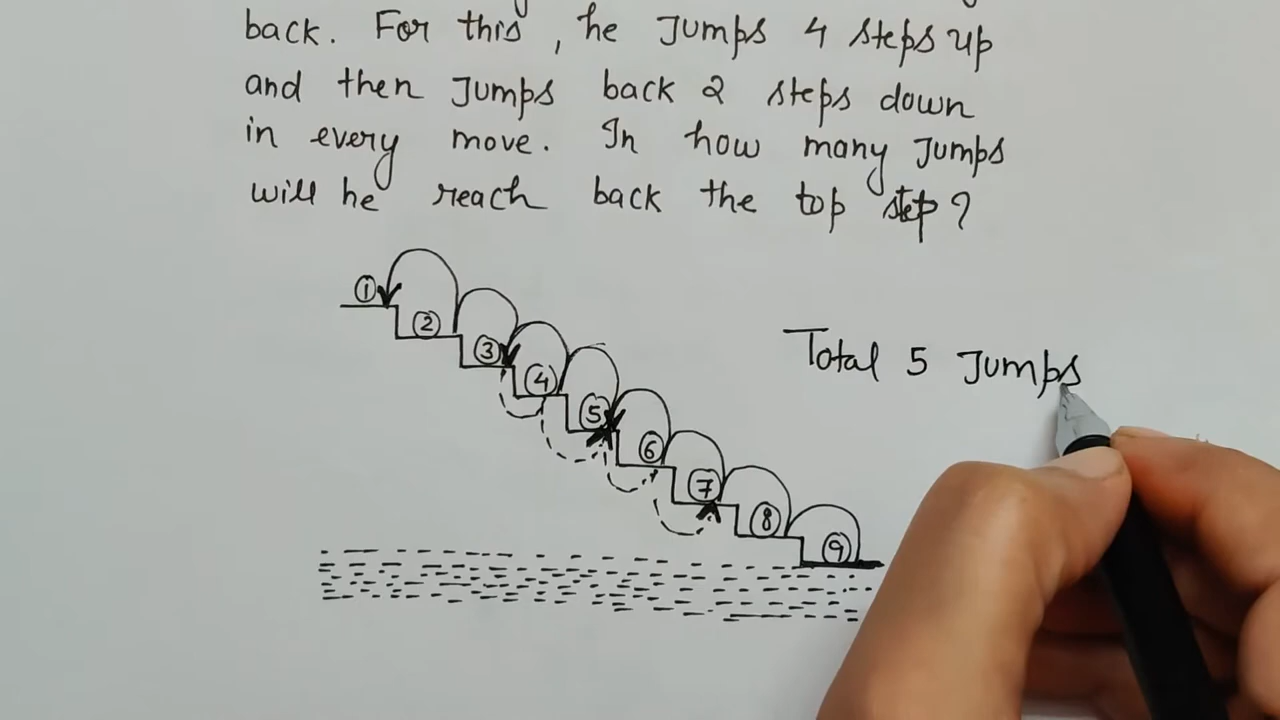 back. For this, he Jumps 4 steps up
and then Jumps back 2 steps down
in every move. In how many Jumps
will he reach back the top step?
1
2
3
4
5
6
7
8
9
Total 5 Jumps